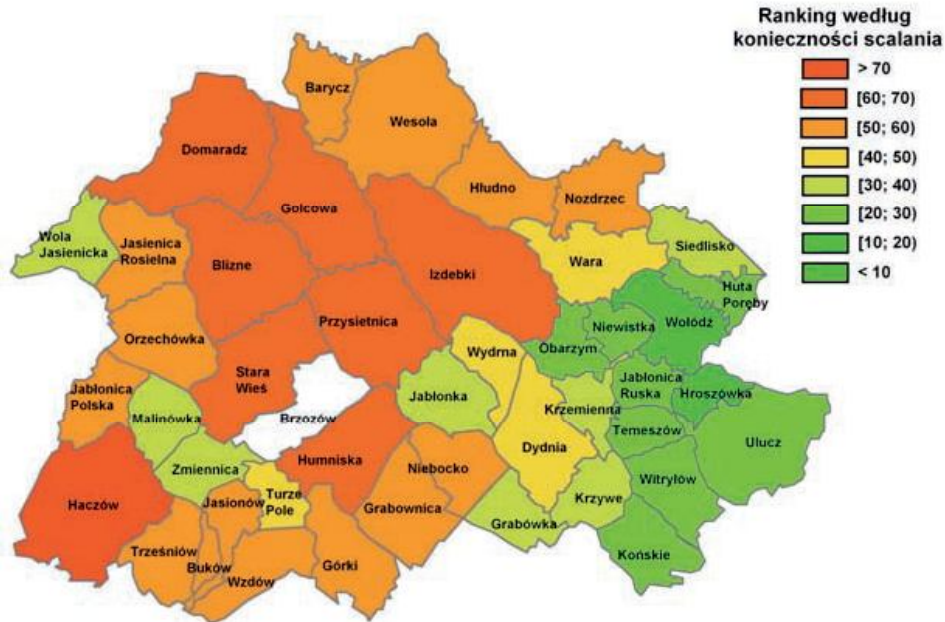 Ranking według
konieczności scalania
> 70
[60; 70)
[50; 60)
[40; 50)
[30; 40)
[20; 30)
[10; 20)
< 10
Barycz
Wesoła
Domaradz
Hłudno
Nozdrzec
Golcowa
Wola
Jasienicka
Jasienica
Rosielna
Siedlisko
Blizne
Izdebki
Wara
Huta
Poręby
Przysietnica
Wołódź
Niewistka
Orzechówka
Obarzym
Wydrna
Stara
Wieś
Jabłonica
Polska
Jabłonka
Jabłonica
Ruska
Hroszówka
Malinówka
Brzozów
Krzemienna
Temeszów
Ulucz
Dydnia
Humniska
Niebocko
Zmiennica
Witryłów
Turze
Pole
Krzywe
Haczów
Jasionów
Grabownica
Grabówka
Trześniów
Końskie
Buków
Górki
Wzdów